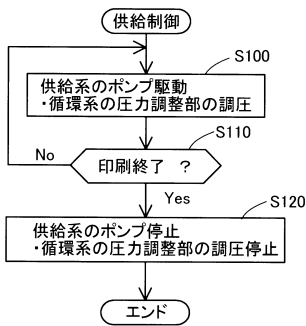 供給制御
S100
供給系のポンプ駆動
・循環系の圧力調整部の調圧
S110
印刷終了 ?
No
Yes
S120
供給系のポンプ停止
・循環系の圧力調整部の調圧停止
エンド